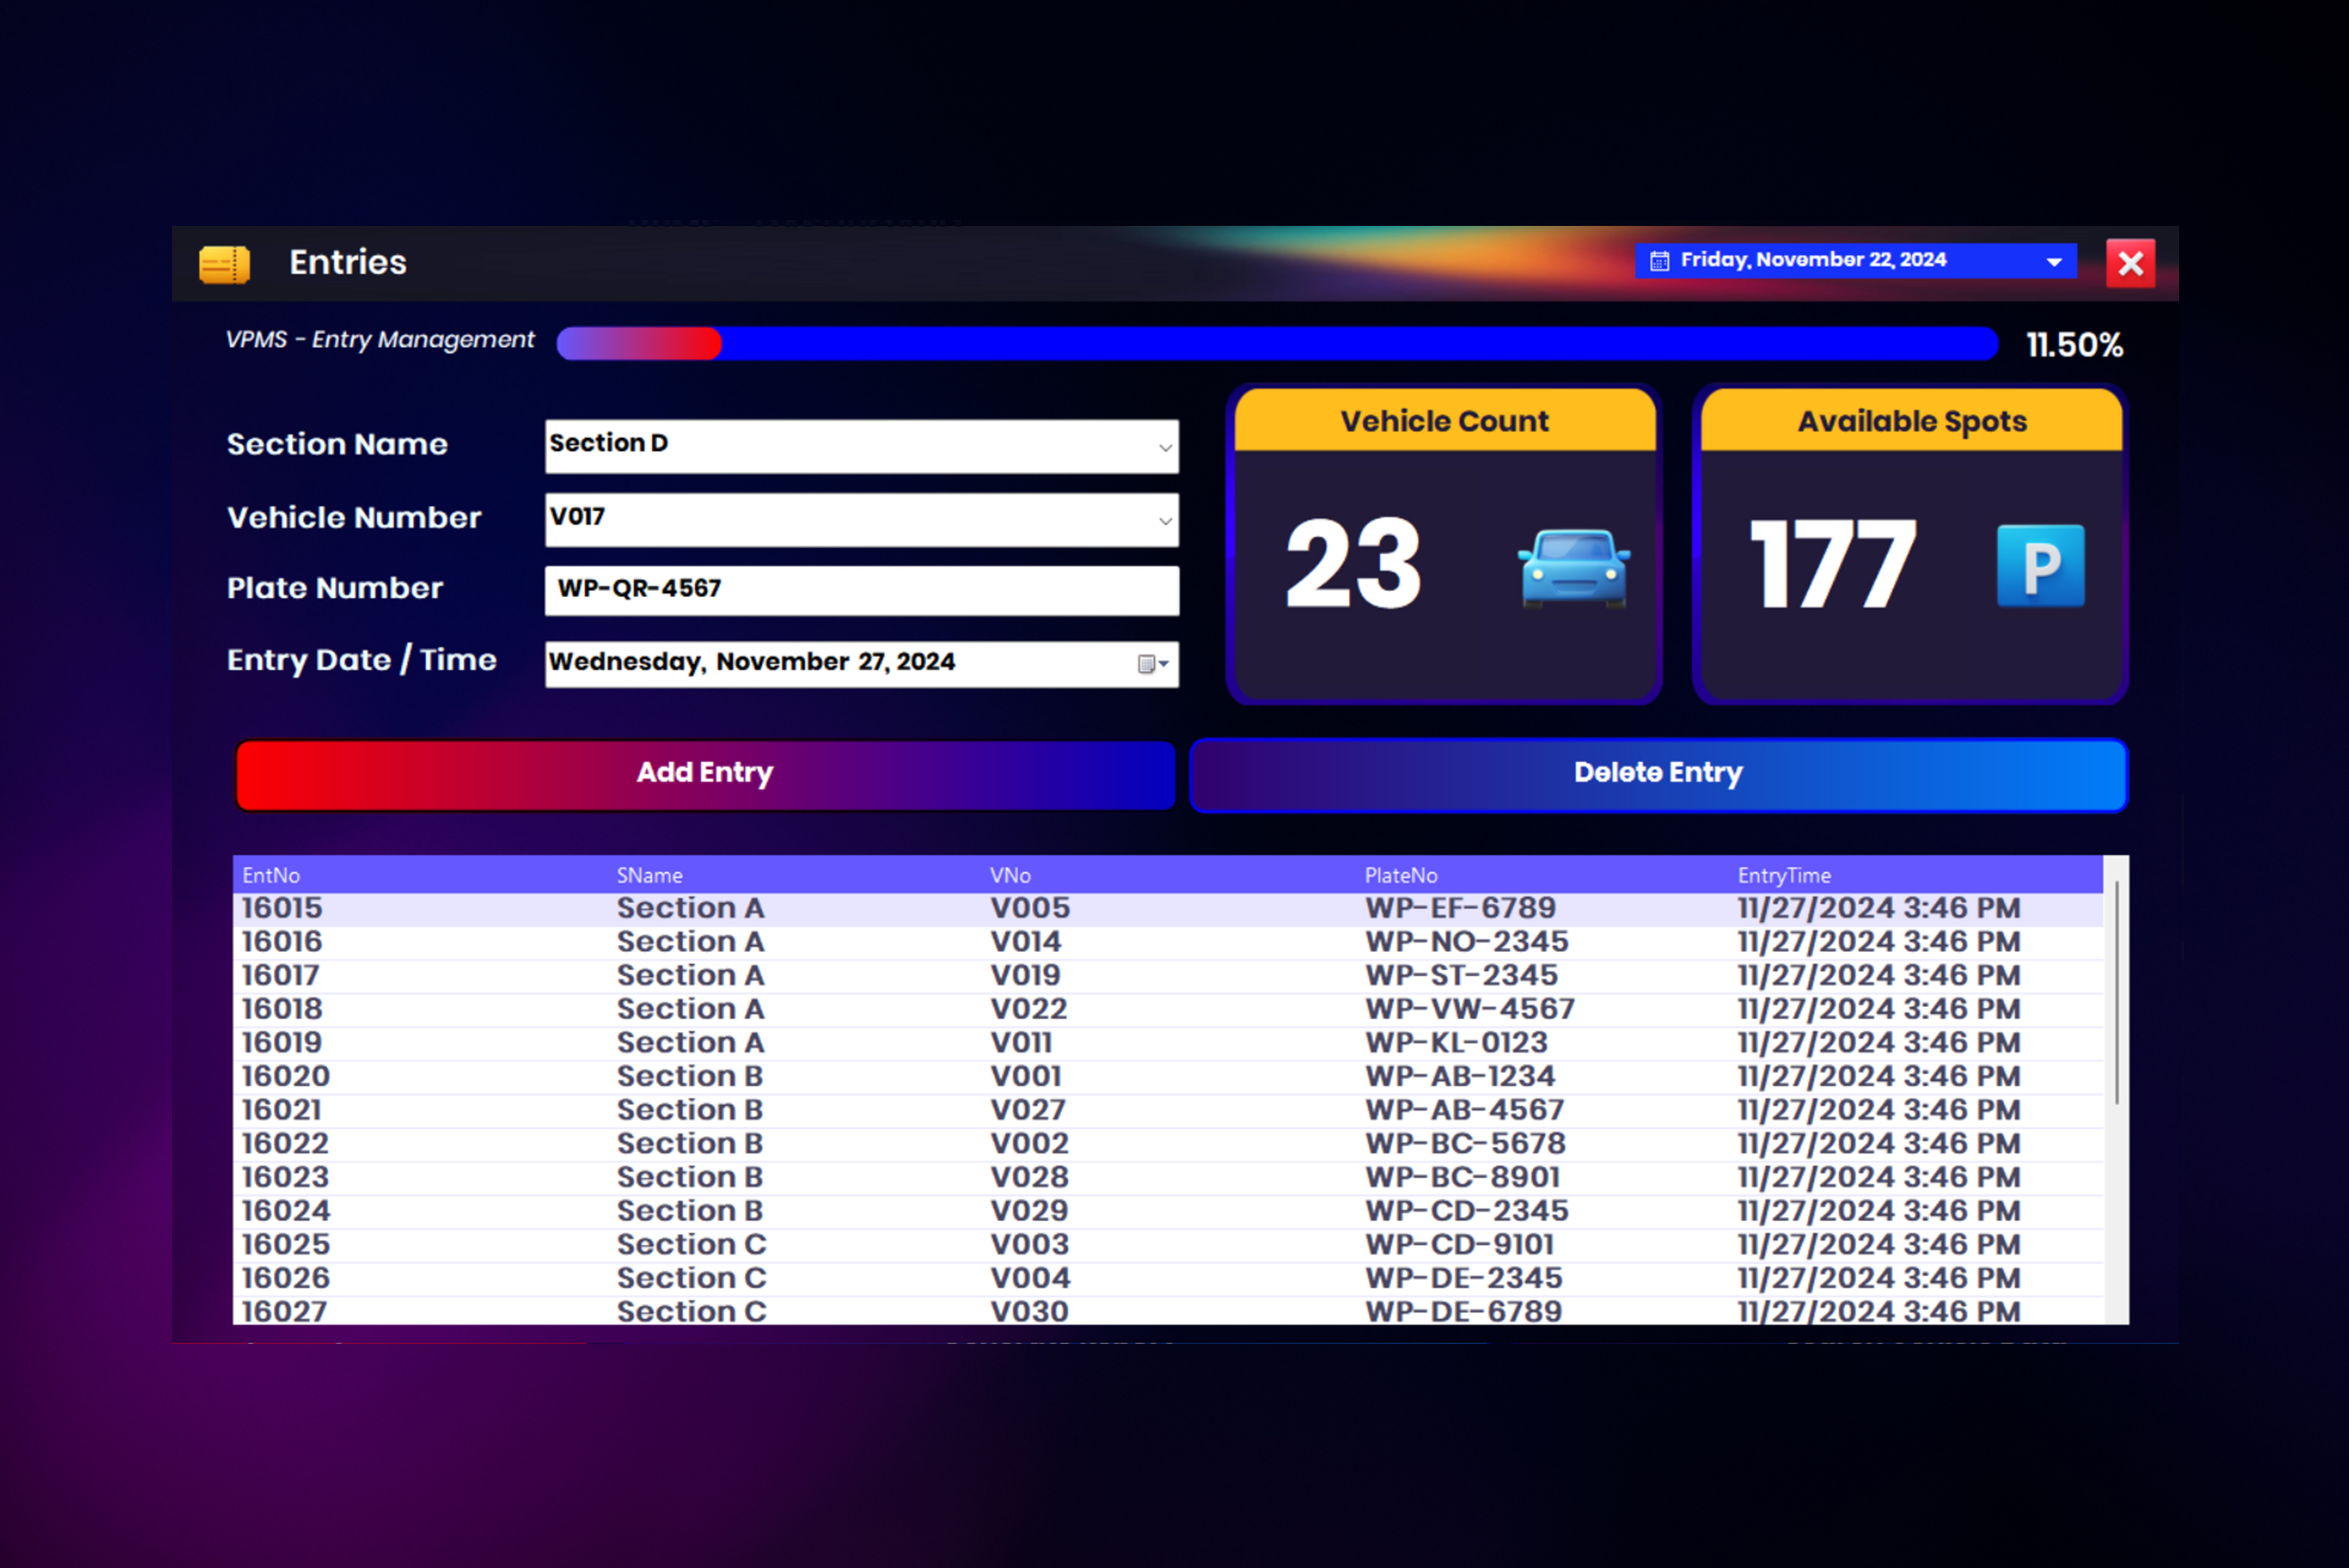 Entries
Friday, November 22, 2024
VPMS - Entry Management
11.50%
Section Name
Section D
Vehicle Number
V017
Plate Number
WP-QR-4567
Entry Date / Time
Wednesday, November 27, 2024
Vehicle Count
23
Available Spots
177
P
Add Entry
Delete Entry
EntNo SName VNo PlateNo EntryTime
16015 Section A V005 WP-EF-6789 11/27/2024 3:46 PM
16016 Section A V014 WP-NO-2345 11/27/2024 3:46 PM
16017 Section A V019 WP-ST-2345 11/27/2024 3:46 PM
16018 Section A V022 WP-VW-4567 11/27/2024 3:46 PM
16019 Section A V011 WP-KL-0123 11/27/2024 3:46 PM
16020 Section B V001 WP-AB-1234 11/27/2024 3:46 PM
16021 Section B V027 WP-AB-4567 11/27/2024 3:46 PM
16022 Section B V002 WP-BC-5678 11/27/2024 3:46 PM
16023 Section B V028 WP-BC-8901 11/27/2024 3:46 PM
16024 Section B V029 WP-CD-2345 11/27/2024 3:46 PM
16025 Section C V003 WP-CD-9101 11/27/2024 3:46 PM
16026 Section C V004 WP-DE-2345 11/27/2024 3:46 PM
16027 Section C V030 WP-DE-6789 11/27/2024 3:46 PM